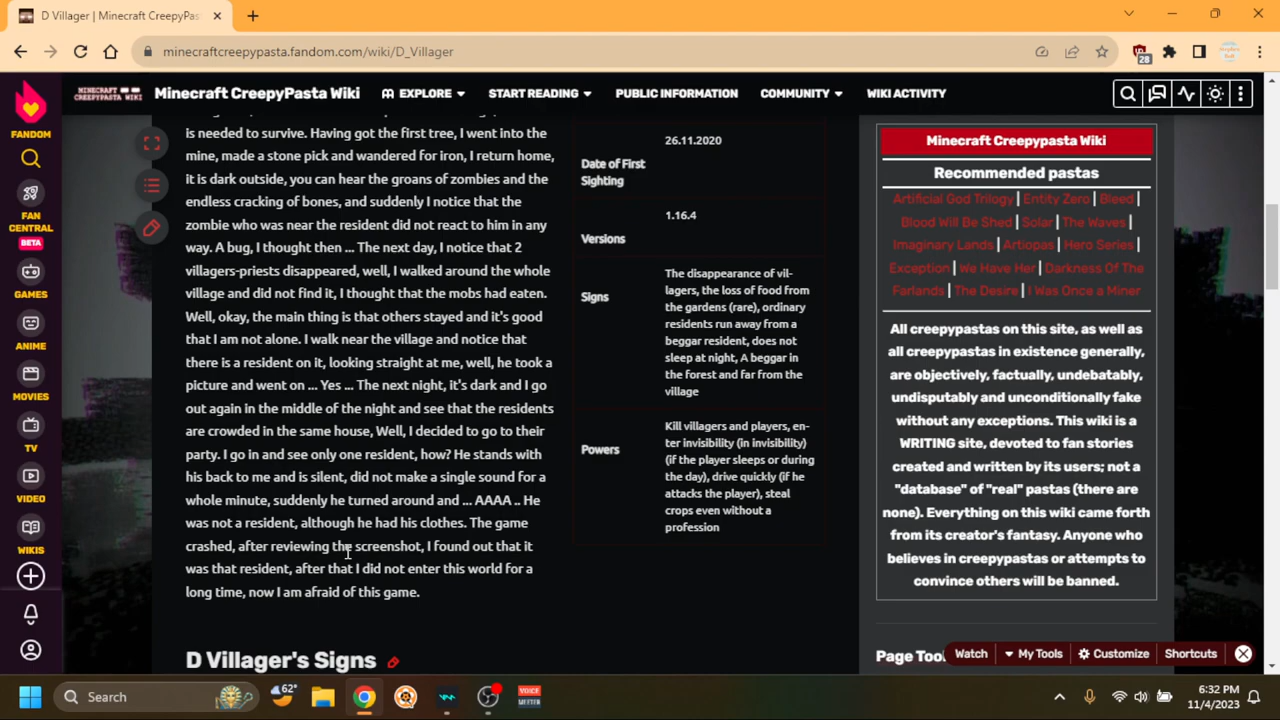 D Villager | Minecraft CreepyPas
minecraftcreepypasta.fandom.com/wiki/D_Villager
28
FANDOM
FAN
CENTRAL
BETA
GAMES
ANIME
MOVIES
TV
VIDEO
WIKIS
Minecraft CreepyPasta Wiki
EXPLORE
START READING
PUBLIC INFORMATION
COMMUNITY
WIKI ACTIVITY
is needed to survive. Having got the first tree, I went into the
mine, made a stone pick and wandered for iron, I return home,
it is dark outside, you can hear the groans of zombies and the
endless cracking of bones, and suddenly I notice that the
zombie who was near the resident did not react to him in any
way. A bug, I thought then ... The next day, I notice that 2
villagers-priests disappeared, well, I walked around the whole
village and did not find it, I thought that the mobs had eaten.
Well, okay, the main thing is that others stayed and it's good
that I am not alone. I walk near the village and notice that
there is a resident on it, looking straight at me, well, he took a
picture and went on ... Yes ... The next night, it's dark and I go
out again in the middle of the night and see that the residents
are crowded in the same house, Well, I decided to go to their
party. I go in and see only one resident, how? He stands with
his back to me and is silent, did not make a single sound for a
whole minute, suddenly he turned around and ... AAAA .. He
was not a resident, although he had his clothes. The game
crashed, after reviewing the screenshot, I found out that it
was that resident, after that I did not enter this world for a
long time, now I am afraid of this game.
D Villager's Signs
26.11.2020
Date of First
Sighting
1.16.4
Versions
Signs
The disappearance of vil-
lagers, the loss of food from
the gardens (rare), ordinary
residents run away from a
beggar resident, does not
sleep at night, A beggar in
the forest and far from the
village
Powers
Kill villagers and players, en-
ter invisibility (in invisibility)
(if the player sleeps or during
the day), drive quickly (if he
attacks the player), steal
crops even without a
profession
Minecraft Creepypasta Wiki
Recommended pastas
Artificial God Trilogy | Entity Zero | Bleed |
Blood Will Be Shed | Solar | The Waves |
Imaginary Lands | Artiopas | Hero Series |
Exception | We Have Her | Darkness Of The
Farlands | The Desire | I Was Once a Miner
All creepypastas on this site, as well as
all creepypastas in existence generally,
are objectively, factually, undebatably,
undisputably and unconditionally fake
without any exceptions. This wiki is a
WRITING site, devoted to fan stories
created and written by its users; not a
"database" of "real" pastas (there are
none). Everything on this wiki came forth
from its creator's fantasy. Anyone who
believes in creepypastas or attempts to
convince others will be banned.
Page Too
Watch
My Tools
Customize
Shortcuts
Search
62°
VOICE
MEETER
6:32 PM
11/4/2023